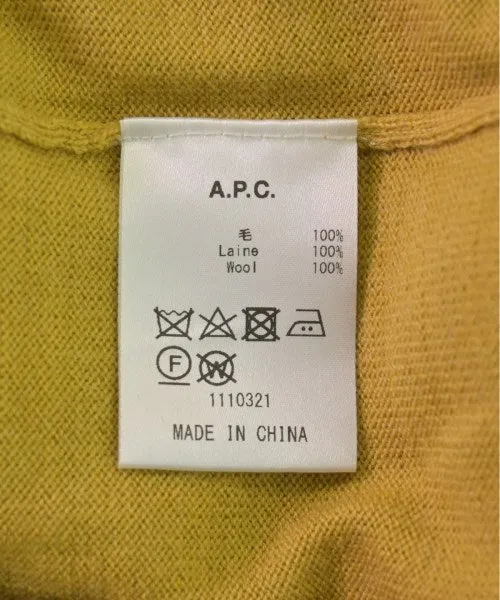 A.P.C.
毛 100%
Laine 100%
Wool 100%
F W
1110321
MADE IN CHINA